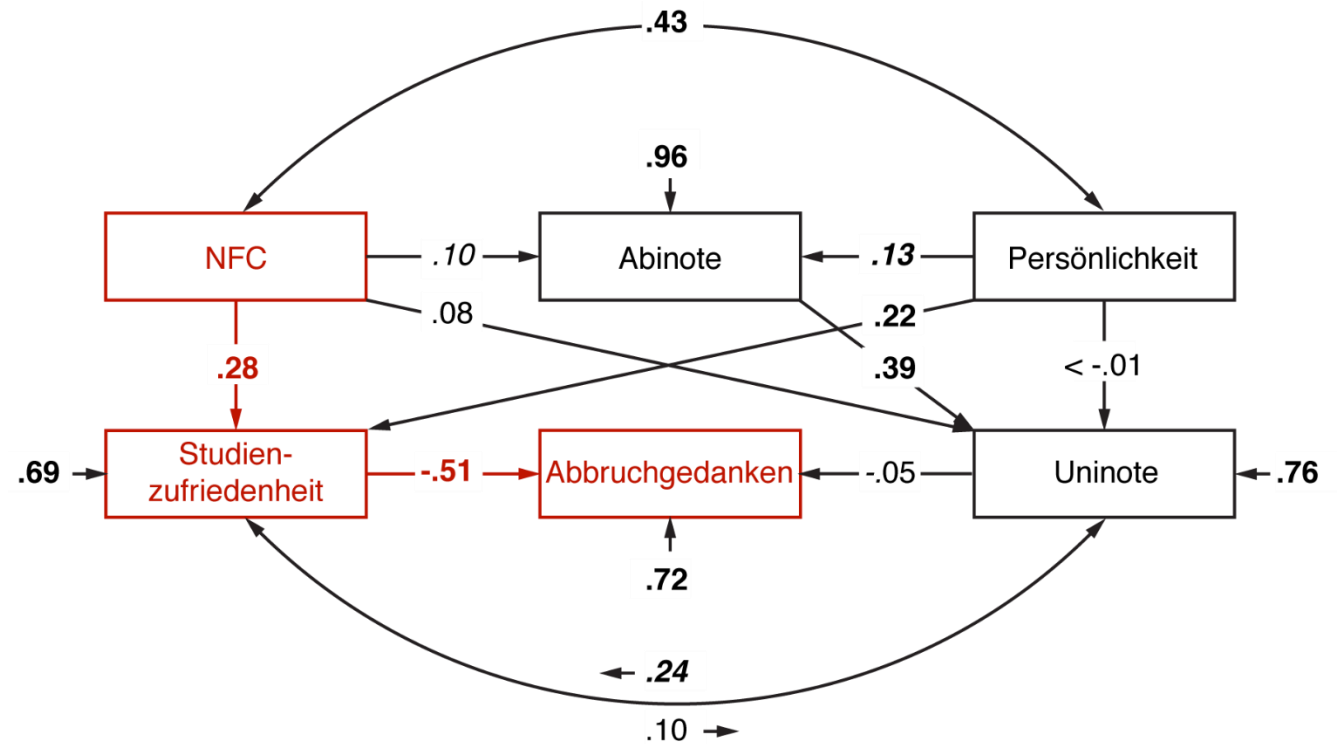 .43
.96
NFC
.10
Abinote
.13
Persönlichkeit
.08
.22
.28
.39
< -.01
.69
Studien-
zufriedenheit
-.51
Abbruchgedanken
-.05
Uninote
.76
.72
.24
.10